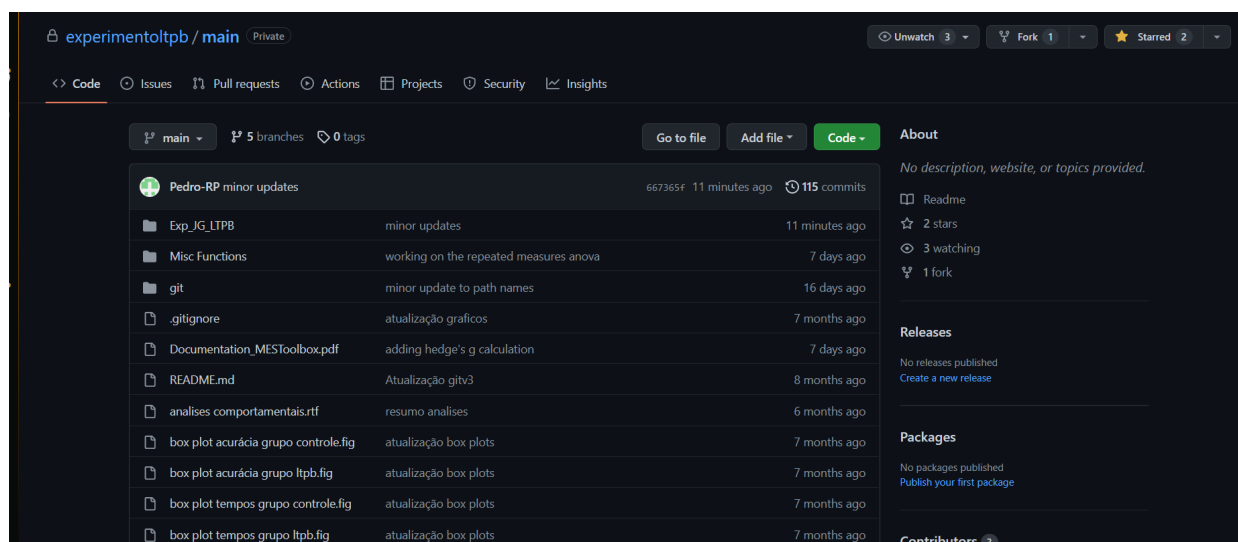 experimentoltpb / main Private
Unwatch 3 Fork 1 Starred 2
Code Issues Pull requests Actions Projects Security Insights
main 5 branches 0 tags Go to file Add file Code
Pedro-RP minor updates 667365f 11 minutes ago 115 commits
Exp_JG_LTPB minor updates 11 minutes ago
Misc Functions working on the repeated measures anova 7 days ago
git minor update to path names 16 days ago
.gitignore atualização graficos 7 months ago
Documentation_MESToolbox.pdf adding hedge's g calculation 7 days ago
README.md Atualização gitv3 8 months ago
analises comportamentais.rtf resumo analises 6 months ago
box plot acurácia grupo controle.fig atualização box plots 7 months ago
box plot acurácia grupo ltpb.fig atualização box plots 7 months ago
box plot tempos grupo controle.fig atualização box plots 7 months ago
box plot tempos grupo ltpb.fig atualização box plots 7 months ago
About
No description, website, or topics provided.
Readme
2 stars
3 watching
1 fork
Releases
No releases published
Create a new release
Packages
No packages published
Publish your first package
Contributors 3